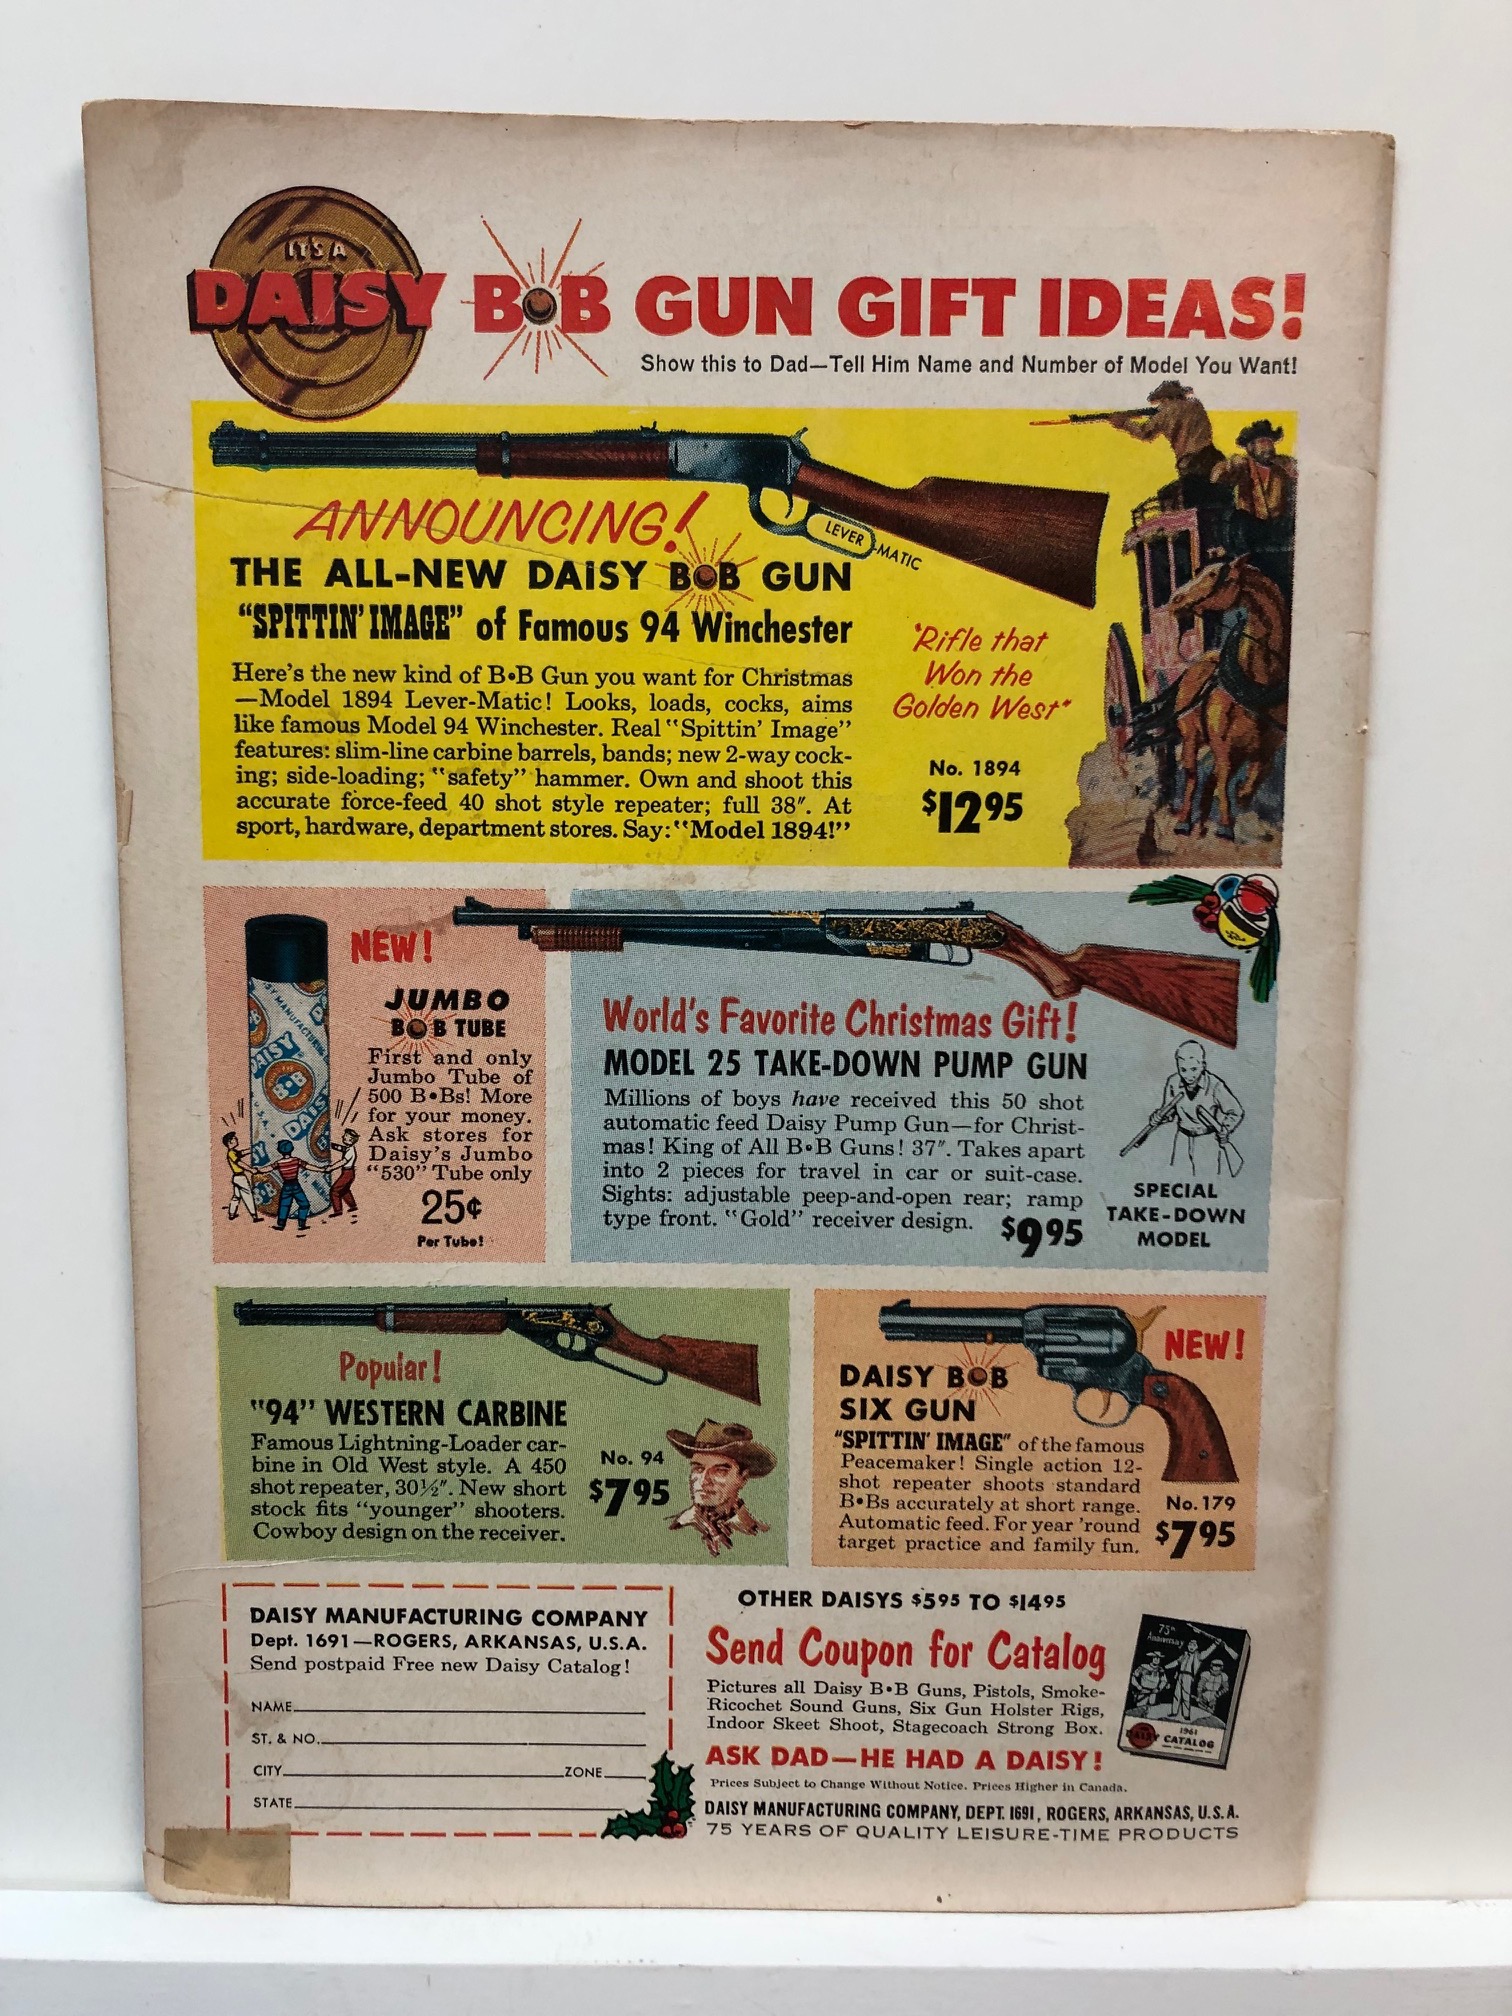 IT'S A
DAISY B•B GUN GIFT IDEAS!
Show this to Dad—Tell Him Name and Number of Model You Want!
LEVER-MATIC
ANNOUNCING!
THE ALL-NEW DAISY B•B GUN
"SPITTIN' IMAGE" of Famous 94 Winchester
Here's the new kind of B•B Gun you want for Christmas
—Model 1894 Lever-Matic! Looks, loads, cocks, aims
like famous Model 94 Winchester. Real "Spittin' Image"
features: slim-line carbine barrels, bands; new 2-way cock-
ing; side-loading; "safety" hammer. Own and shoot this
accurate force-feed 40 shot style repeater; full 38". At
sport, hardware, department stores. Say: "Model 1894!"
"Rifle that
Won the
Golden West"
No. 1894
$12.95
NEW!
JUMBO
B•B TUBE
First and only
Jumbo Tube of
500 B•Bs! More
for your money.
Ask stores for
Daisy's Jumbo
"530" Tube only
25¢
Per Tube!
DAISY
B•B
World's Favorite Christmas Gift!
MODEL 25 TAKE-DOWN PUMP GUN
Millions of boys have received this 50 shot
automatic feed Daisy Pump Gun—for Christ-
mas! King of All B•B Guns! 37". Takes apart
into 2 pieces for travel in car or suit-case.
Sights: adjustable peep-and-open rear; ramp
type front. "Gold" receiver design. $9.95
SPECIAL
TAKE-DOWN
MODEL
Popular!
"94" WESTERN CARBINE
Famous Lightning-Loader car-
bine in Old West style. A 450
shot repeater, 30½". New short
stock fits "younger" shooters.
Cowboy design on the receiver.
No. 94
$7.95
NEW!
DAISY B•B
SIX GUN
"SPITTIN' IMAGE" of the famous
Peacemaker! Single action 12-
shot repeater shoots standard
B•Bs accurately at short range.
Automatic feed. For year 'round
target practice and family fun.
No. 179
$7.95
DAISY MANUFACTURING COMPANY
Dept. 1691—ROGERS, ARKANSAS, U.S.A.
Send postpaid Free new Daisy Catalog!
NAME
ST. & NO.
CITY ZONE
STATE
OTHER DAISYS $5.95 TO $14.95
Send Coupon for Catalog
Pictures all Daisy B•B Guns, Pistols, Smoke-
Ricochet Sound Guns, Six Gun Holster Rigs,
Indoor Skeet Shoot, Stagecoach Strong Box.
ASK DAD—HE HAD A DAISY!
Prices Subject to Change Without Notice. Prices Higher in Canada.
DAISY MANUFACTURING COMPANY, DEPT. 1691, ROGERS, ARKANSAS, U.S.A.
75 YEARS OF QUALITY LEISURE-TIME PRODUCTS
75th
Anniversary
1961
DAISY CATALOG